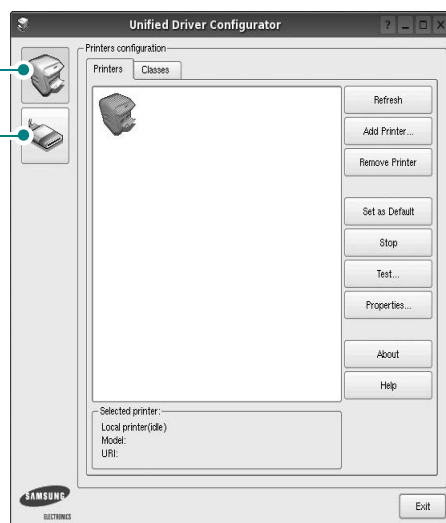 Unified Driver Configurator
Printers configuration
Printers
Classes
Refresh
Add Printer...
Remove Printer
Set as Default
Stop
Test...
Properties...
About
Help
Selected printer:
Local printer(idle)
Model:
URI:
SAMSUNG
ELECTRONICS
Exit